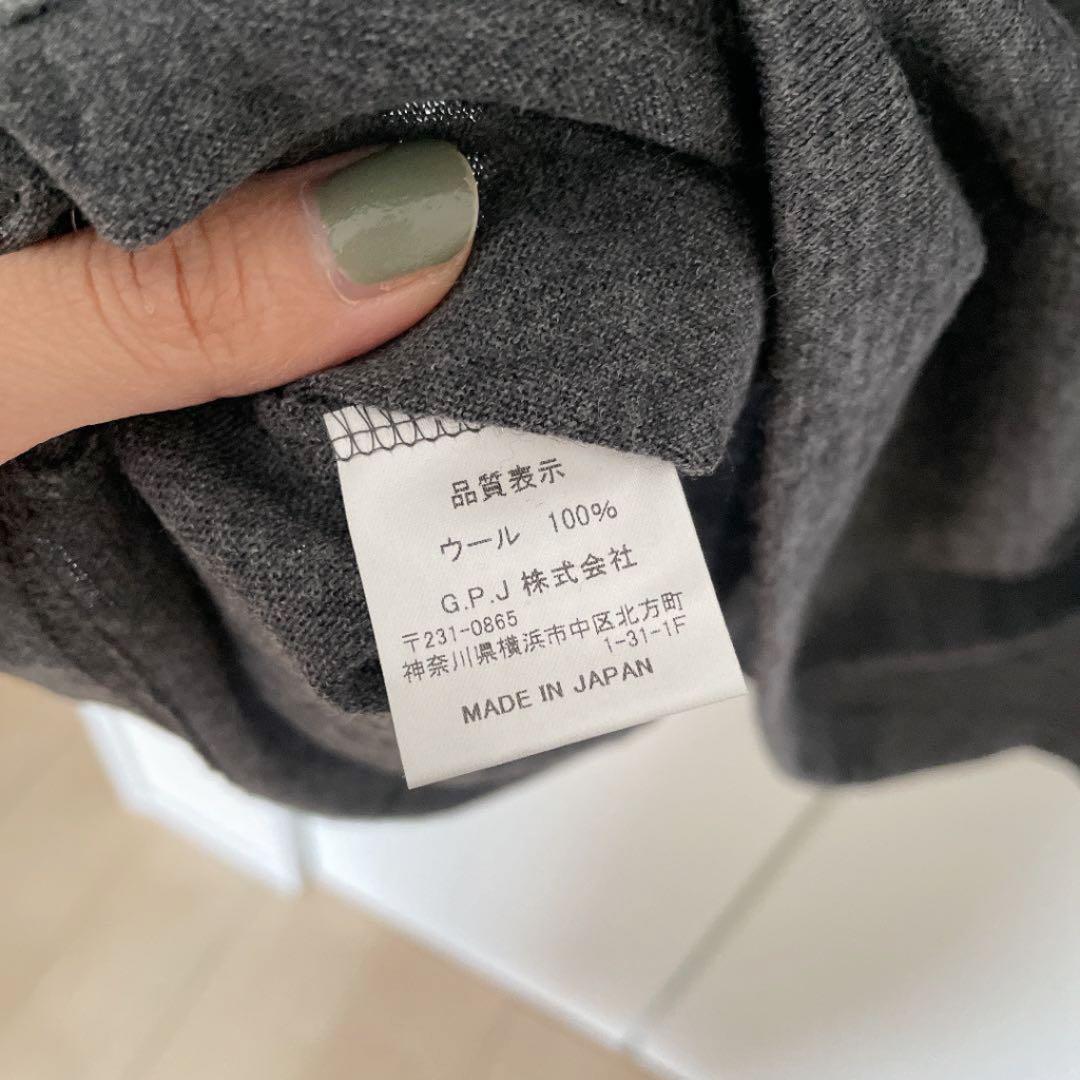 品質表示
ウール 100%
G.P.J 株式会社
〒231-0865
神奈川県横浜市中区北方町
1-31-1F
MADE IN JAPAN